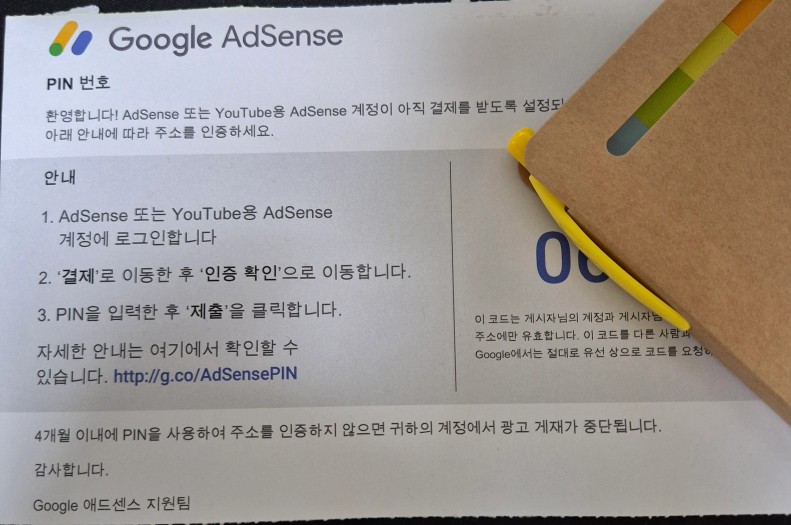 Google AdSense
PIN 번호
환영합니다! AdSense 또는 YouTube용 AdSense 계정이 아직 결제를 받도록
아래 안내에 따라 주소를 인증하세요.
안내
1. AdSense 또는 YouTube용 AdSense
계정에 로그인합니다
2. '결제'로 이동한 후 '인증 확인'으로 이동합니다.
3. PIN을 입력한 후 '제출'을 클릭합니다.
자세한 안내는 여기에서 확인할 수
있습니다. http://g.co/AdSensePIN
이 코드는 게시자님의 계정과
주소에만 유효합니다. 이 코드를 다른
Google에서는 절대로 유선 상으로 코드를
4개월 이내에 PIN을 사용하여 주소를 인증하지 않으면 귀하의 계정에서 광고 게재가 중단됩니다.
감사합니다.
Google 애드센스 지원팀